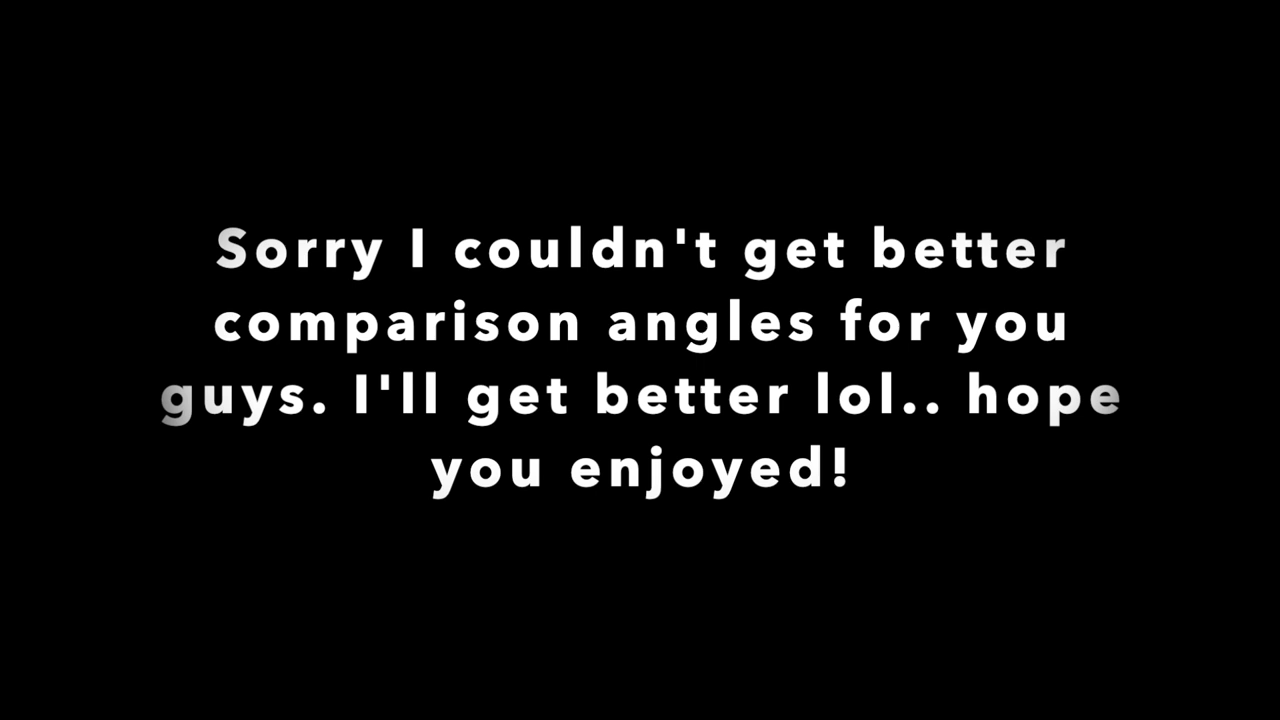 Sorry I couldn't get better
comparison angles for you
guys. I'll get better lol.. hope
you enjoyed!